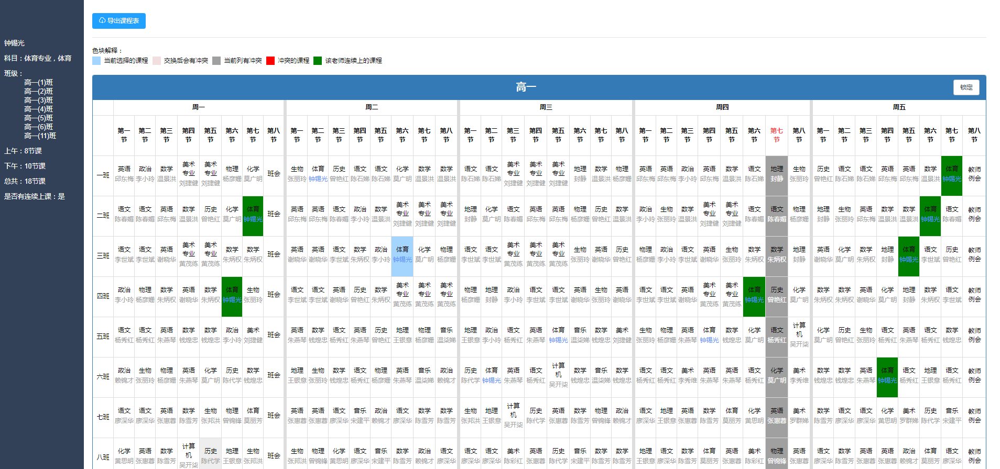 导出课程表
钟锡光
科目：体育专业，体育
班级：
高一(1)班
高一(2)班
高一(3)班
高一(4)班
高一(5)班
高一(6)班
高一(11)班
上午：8节课
下午：10节课
总共：18节课
是否有连续上课：是
色块解释：
当前选择的课程 交换后会有冲突 当前列有冲突 冲突的课程 该老师连续上的课程
高一 锁定
周一 周二 周三 周四 周五
第一节 第二节 第三节 第四节 第五节 第六节 第七节 第八节 第一节 第二节 第三节 第四节 第五节 第六节 第七节 第八节 第一节 第二节 第三节 第四节 第五节 第六节 第七节 第八节 第一节 第二节 第三节 第四节 第五节 第六节 第七节 第八节 第一节 第二节 第三节 第四节 第五节 第六节 第七节 第八节
一班 英语 政治 数学 美术专业 美术专业 物理 化学 班会 生物 体育 历史 语文 语文 化学 数学 数学 语文 语文 美术专业 美术专业 美术专业 地理 数学 物理 英语 英语 政治 英语 数学 语文 地理 生物 历史 语文 语文 英语 英语 数学 体育 教师例会
邱东梅 李小玲 温景洪 刘捷健 刘捷健 杨彦姗 莫广明 张丽玲 钟锡光 曾艳红 陈石娣 陈石娣 莫广明 温景洪 温景洪 陈石娣 陈石娣 刘捷健 刘捷健 刘捷健 封静 温景洪 杨彦姗 邱东梅 邱东梅 李小玲 邱东梅 温景洪 陈石娣 封静 张丽玲 曾艳红 陈石娣 陈石娣 邱东梅 邱东梅 温景洪 钟锡光
二班 语文 语文 英语 数学 历史 化学 体育 班会 英语 英语 语文 政治 数学 美术专业 美术专业 美术专业 地理 化学 语文 英语 英语 物理 历史 数学 政治 生物 数学 美术专业 美术专业 语文 语文 物理 地理 生物 英语 数学 数学 体育 语文 教师例会
陈春媚 陈春媚 邱东梅 温景洪 曾艳红 莫广明 钟锡光 邱东梅 邱东梅 陈春媚 李小玲 温景洪 刘捷健 刘捷健 刘捷健 封静 莫广明 陈春媚 邱东梅 邱东梅 杨彦姗 曾艳红 温景洪 李小玲 张丽玲 温景洪 刘捷健 刘捷健 陈春媚 陈春媚 杨彦姗 封静 张丽玲 邱东梅 温景洪 温景洪 钟锡光 陈春媚
三班 语文 语文 英语 美术专业 美术专业 数学 数学 班会 英语 英语 语文 数学 政治 体育 化学 物理 语文 语文 美术专业 美术专业 美术专业 生物 英语 历史 物理 政治 语文 英语 生物 数学 数学 地理 英语 化学 数学 地理 体育 语文 历史 教师例会
李世斌 李世斌 谢晓华 黄茂练 黄茂练 朱炳权 朱炳权 谢晓华 谢晓华 李世斌 朱炳权 李小玲 钟锡光 莫广明 杨彦姗 李世斌 李世斌 黄茂练 黄茂练 黄茂练 张丽玲 谢晓华 曾艳红 杨彦姗 李小玲 李世斌 谢晓华 张丽玲 朱炳权 朱炳权 封静 谢晓华 莫广明 朱炳权 封静 钟锡光 李世斌 曾艳红
四班 政治 物理 数学 英语 数学 体育 生物 班会 语文 语文 英语 历史 数学 美术专业 美术专业 美术专业 物理 地理 政治 语文 语文 英语 生物 英语 语文 语文 英语 美术专业 美术专业 体育 历史 化学 数学 数学 英语 化学 地理 数学 语文 教师例会
李小玲 杨彦姗 朱炳权 谢晓华 朱炳权 钟锡光 张丽玲 李世斌 李世斌 谢晓华 曾艳红 朱炳权 黄茂练 黄茂练 黄茂练 杨彦姗 封静 李小玲 李世斌 李世斌 谢晓华 张丽玲 谢晓华 李世斌 李世斌 谢晓华 黄茂练 黄茂练 钟锡光 曾艳红 莫广明 朱炳权 朱炳权 谢晓华 莫广明 封静 朱炳权 李世斌
五班 语文 语文 英语 数学 数学 政治 美术 班会 英语 数学 语文 英语 历史 地理 物理 音乐 地理 政治 语文 英语 体育 音乐 数学 美术 生物 物理 英语 体育 数学 化学 语文 计算机 化学 历史 生物 语文 英语 语文 数学 教师例会
杨秀红 杨秀红 朱燕琴 钱煌忠 钱煌忠 李小玲 刘捷健 朱燕琴 钱煌忠 杨秀红 朱燕琴 曾艳红 王银意 杨彦姗 温柒娣 王银意 李小玲 杨秀红 朱燕琴 钟锡光 温柒娣 钱煌忠 刘捷健 张丽玲 杨彦姗 朱燕琴 钟锡光 钱煌忠 莫广明 杨秀红 吴开柒 莫广明 曾艳红 张丽玲 杨秀红 朱燕琴 杨秀红 钱煌忠
六班 政治 生物 物理 英语 化学 历史 数学 班会 地理 生物 数学 语文 物理 英语 音乐 政治 历史 体育 英语 语文 计算机 数学 音乐 数学 语文 语文 美术 英语 英语 语文 化学 美术 数学 数学 英语 体育 语文 地理 语文 教师例会
赖锦才 张丽玲 杨彦姗 朱燕琴 莫广明 陈代学 钱煌忠 王银意 张丽玲 钱煌忠 杨秀红 杨彦姗 朱燕琴 温柒娣 赖锦才 陈代学 钟锡光 朱燕琴 杨秀红 吴开柒 钱煌忠 温柒娣 钱煌忠 杨秀红 杨秀红 李秀维 朱燕琴 朱燕琴 杨秀红 莫广明 李秀维 钱煌忠 钱煌忠 朱燕琴 钟锡光 杨秀红 王银意 杨秀红
七班 语文 语文 英语 数学 生物 物理 体育 班会 英语 英语 语文 音乐 政治 语文 数学 数学 生物 地理 计算机 历史 英语 数学 物理 政治 语文 地理 英语 数学 体育 化学 英语 美术 数学 语文 语文 化学 美术 历史 音乐 教师例会
廖深华 廖深华 张惠蓉 陈雪芳 张邦洪 曾锦锋 莫丽芳 张惠蓉 张惠蓉 廖深华 宋建平 赖锦才 廖深华 陈雪芳 陈雪芳 张邦洪 王银意 吴开柒 陈代学 张惠蓉 陈雪芳 曾锦锋 赖锦才 廖深华 王银意 张惠蓉 陈雪芳 莫丽芳 黄思明 张惠蓉 罗群娣 陈雪芳 廖深华 廖深华 黄思明 罗群娣 陈代学 宋建平
八班 化学 英语 数学 计算机 历史 地理 生物 班会 生物 物理 化学 语文 音乐 数学 政治 语文 语文 语文 美术 英语 历史 音乐 数学 数学 地理 语文 数学 体育 英语 美术 物理 英语 语文 数学 英语 英语 政治 体育 语文 教师例会
黄思明 张惠蓉 陈雪芳 吴开柒 陈代学 王银意 张邦洪 张邦洪 曾锦锋 黄思明 廖深华 宋建平 陈雪芳 赖锦才 廖深华 廖深华 廖深华 陈彩红 张惠蓉 陈代学 宋建平 陈雪芳 陈雪芳 王银意 廖深华 陈雪芳 莫丽芳 张惠蓉 陈彩红 曾锦锋 张惠蓉 廖深华 陈雪芳 张惠蓉 张惠蓉 赖锦才 莫丽芳 廖深华